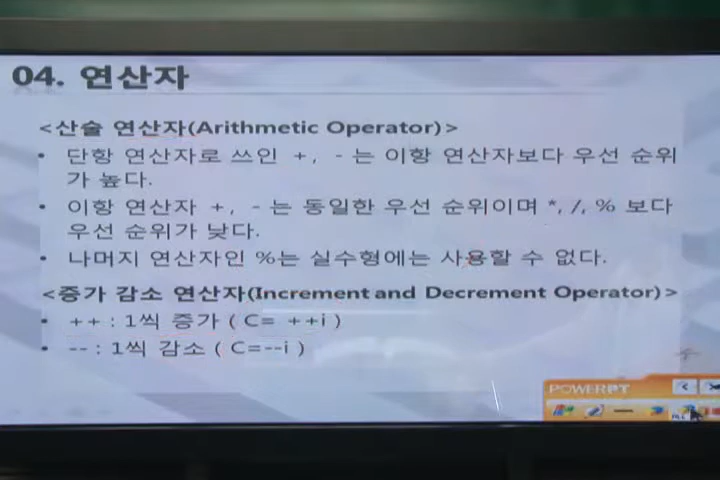 04. 연산자
<산술 연산자(Arithmetic Operator)>
• 단항 연산자로 쓰인 +, - 는 이항 연산자보다 우선 순위
가 높다.
• 이항 연산자 +, - 는 동일한 우선 순위이며 *, /, % 보다
우선 순위가 낮다.
• 나머지 연산자인 %는 실수형에는 사용할 수 없다.
<증가 감소 연산자(Increment and Decrement Operator)>
• ++ : 1씩 증가 ( C= ++i )
• -- : 1씩 감소 ( C=--i )
POWERPT